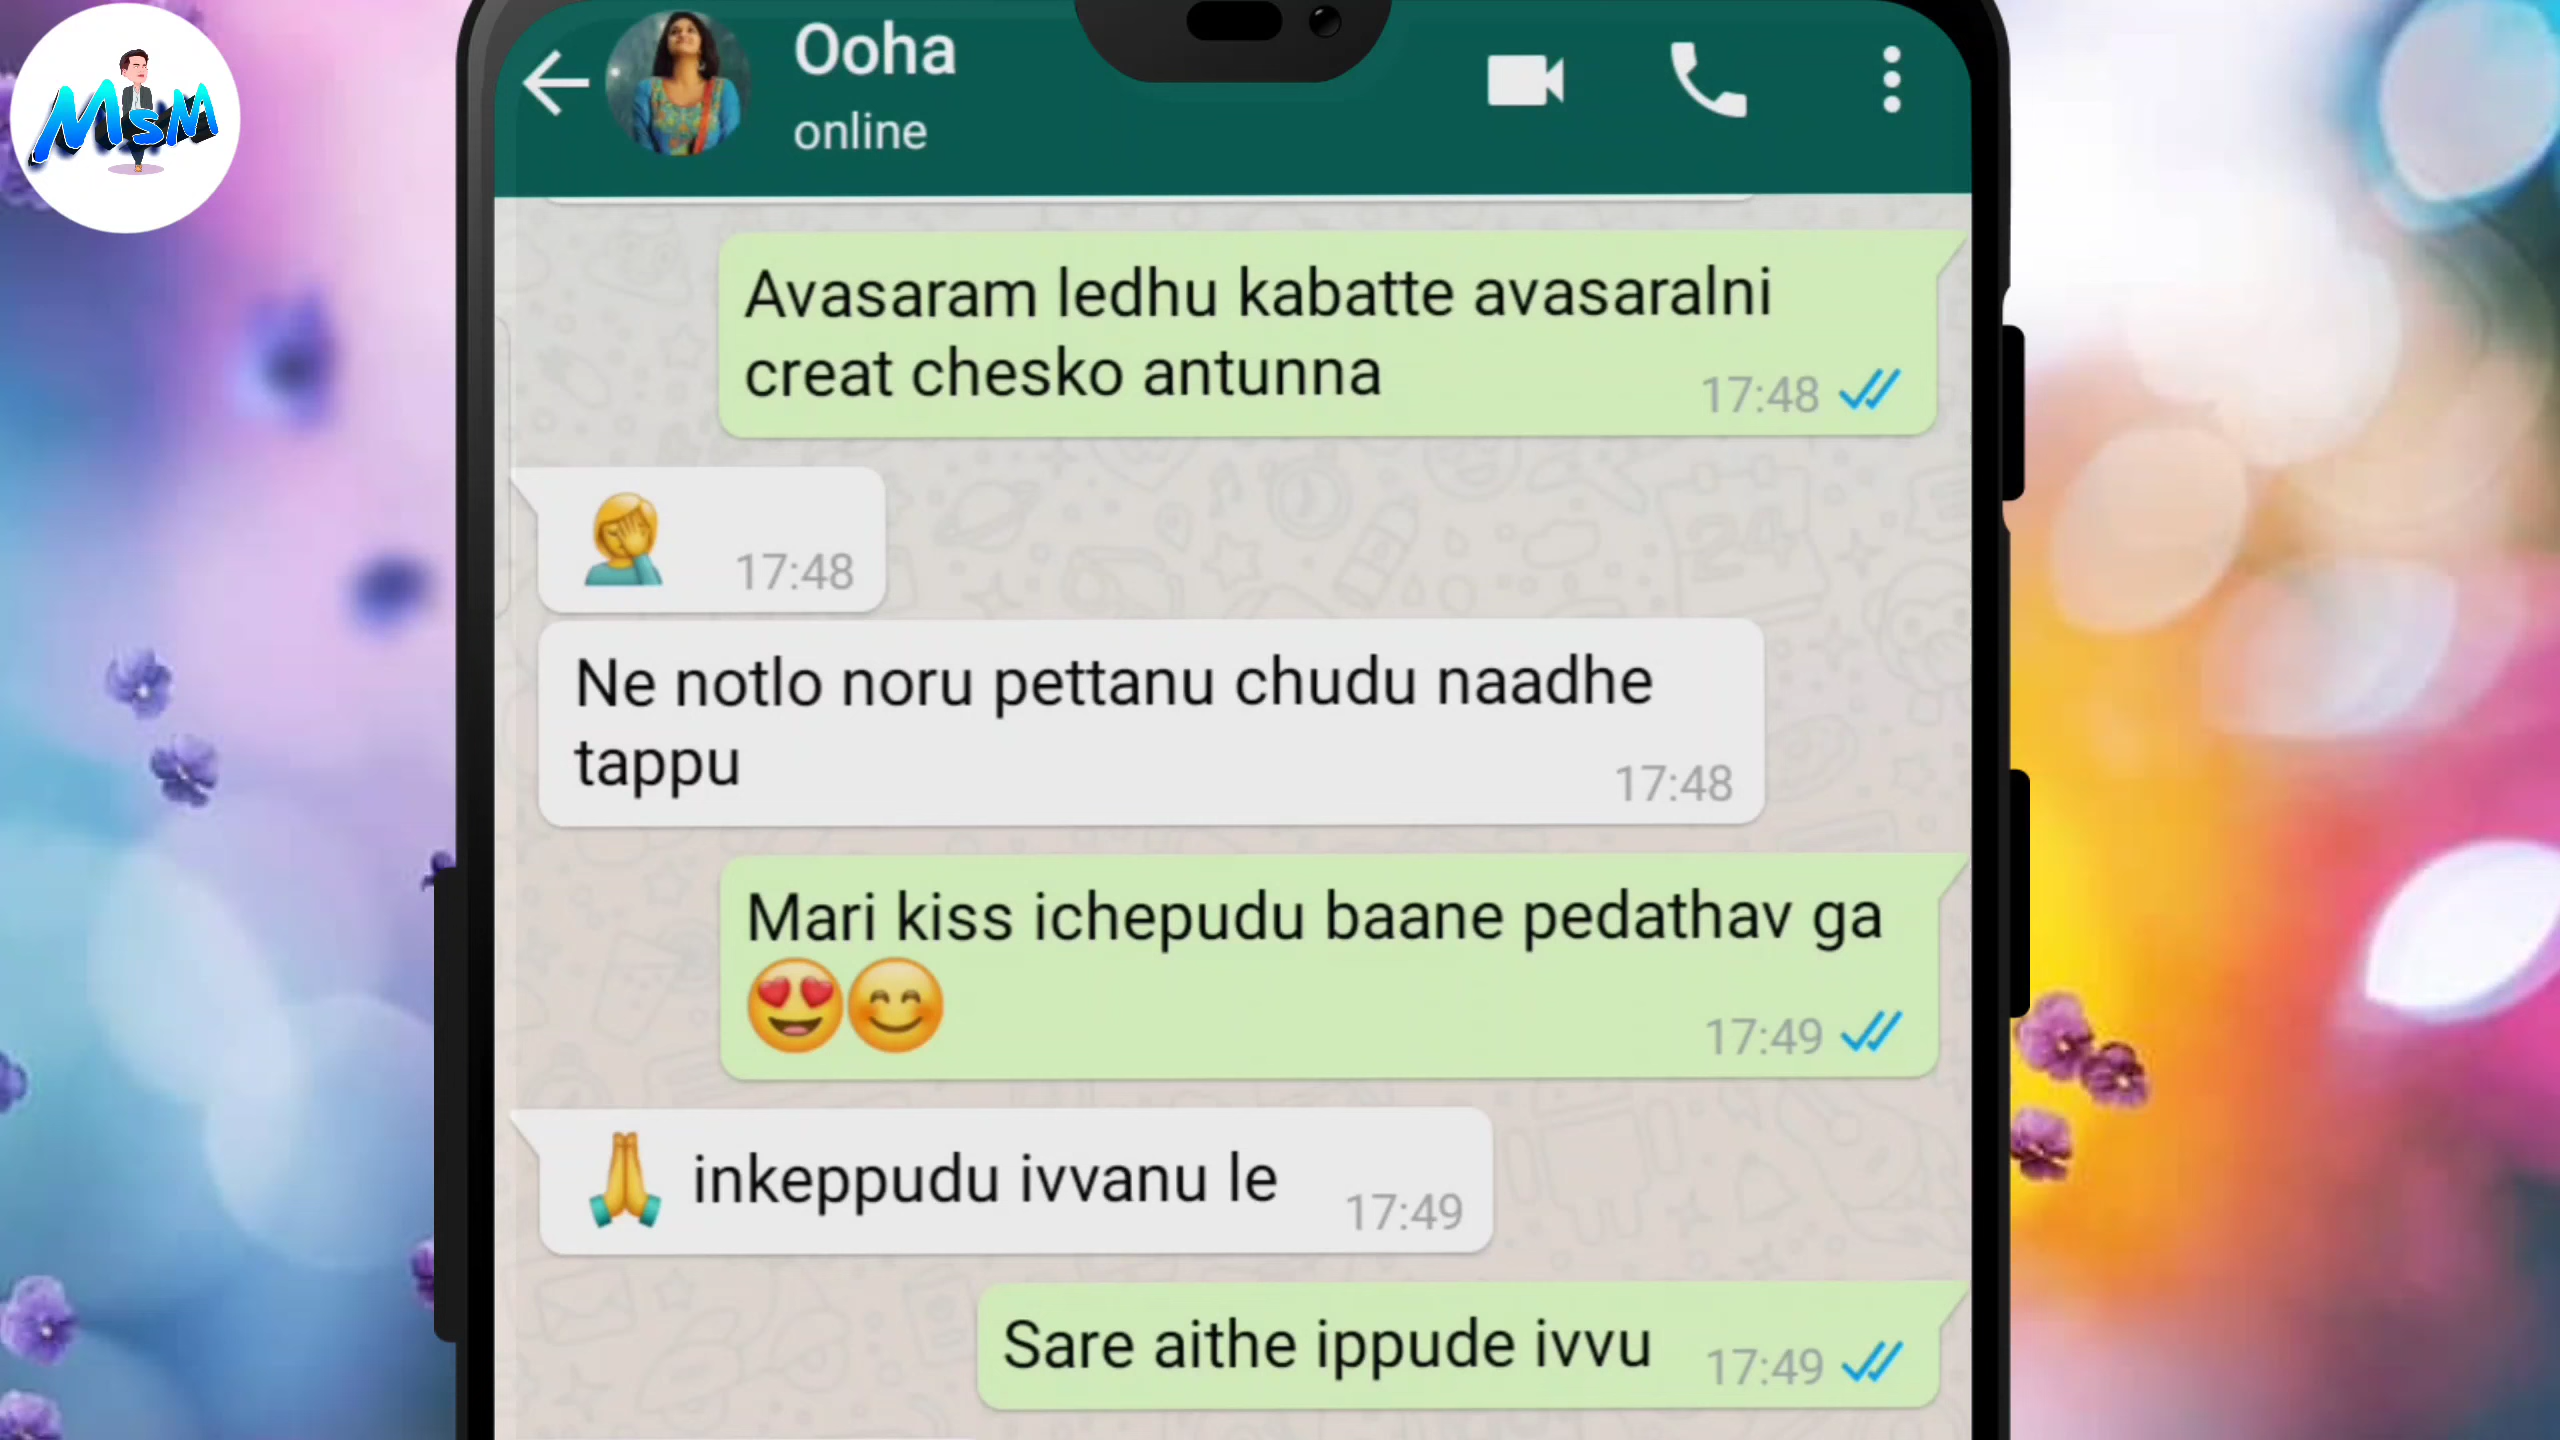 MSM
Ooha
online
Avasaram ledhu kabatte avasaralni
creat chesko antunna
17:48
🤦
17:48
Ne notlo noru pettanu chudu naadhe
tappu
17:48
Mari kiss ichepudu baane pedathav ga
😍😊
17:49
🙏 inkeppudu ivvanu le
17:49
Sare aithe ippude ivvu
17:49